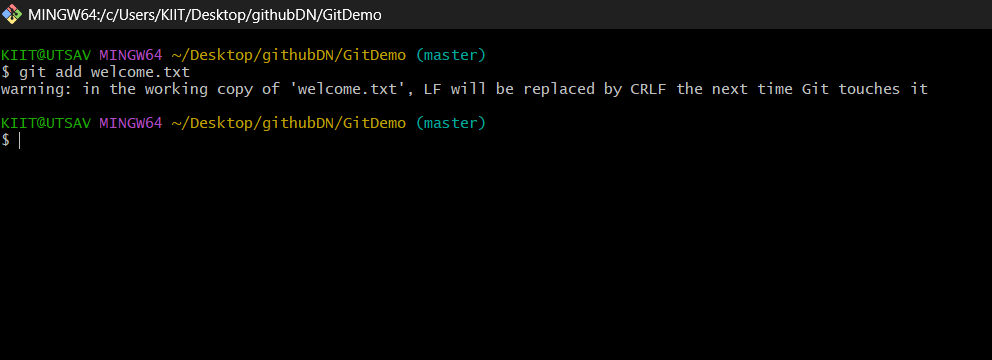 MINGW64:/c/Users/KIIT/Desktop/githubDN/GitDemo
KIIT@UTSAV MINGW64 ~/Desktop/githubDN/GitDemo (master)
$ git add welcome.txt
warning: in the working copy of 'welcome.txt', LF will be replaced by CRLF the next time Git touches it
KIIT@UTSAV MINGW64 ~/Desktop/githubDN/GitDemo (master)
$